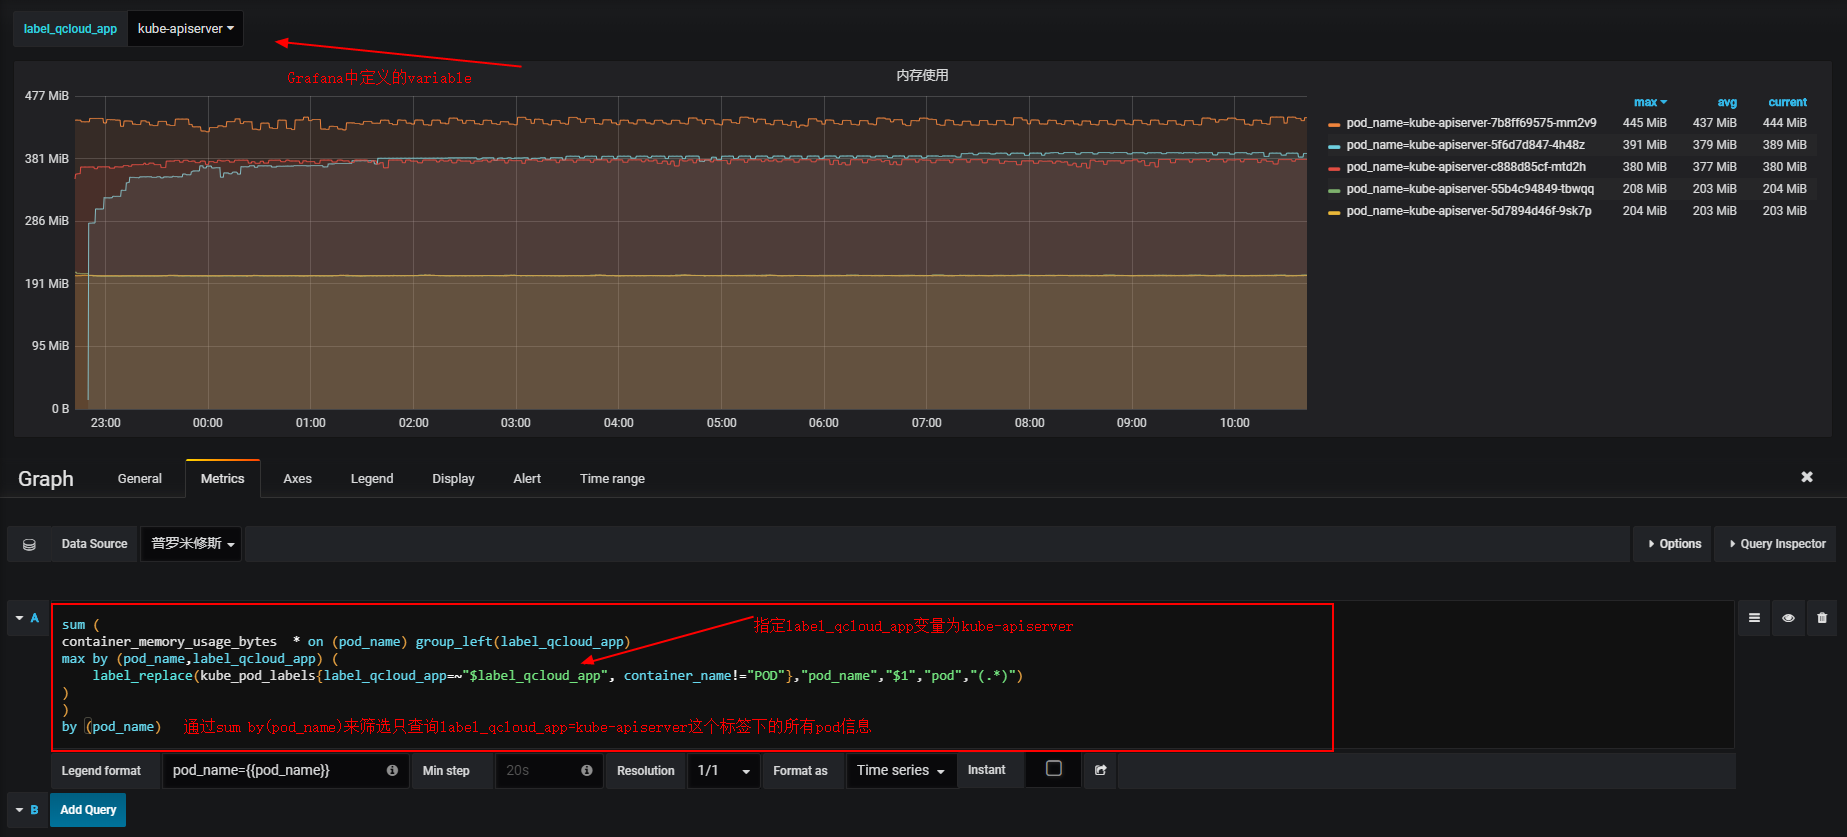 label_qcloud_app kube-apiserver
Grafana中定义的variable
内存使用
477 MiB
381 MiB
286 MiB
191 MiB
95 MiB
0 B
23:00 00:00 01:00 02:00 03:00 04:00 05:00 06:00 07:00 08:00 09:00 10:00
max avg current
pod_name=kube-apiserver-7b8ff69575-mm2v9 445 MiB 437 MiB 444 MiB
pod_name=kube-apiserver-5f6d7d847-4h48z 391 MiB 379 MiB 389 MiB
pod_name=kube-apiserver-c888d85cf-mtd2h 380 MiB 377 MiB 380 MiB
pod_name=kube-apiserver-55b4c94849-tbwqq 208 MiB 203 MiB 204 MiB
pod_name=kube-apiserver-5d7894d46f-9sk7p 204 MiB 203 MiB 203 MiB
Graph General Metrics Axes Legend Display Alert Time range
Data Source 普罗米修斯 Options Query Inspector
A
sum (
container_memory_usage_bytes * on (pod_name) group_left(label_qcloud_app)
指定label_qcloud_app变量为kube-apiserver
max by (pod_name,label_qcloud_app) (
label_replace(kube_pod_labels{label_qcloud_app=~"$label_qcloud_app", container_name!="POD"},"pod_name","$1","pod","(.*)")
)
)
by (pod_name) 通过sum by(pod_name)来筛选只查询label_qcloud_app=kube-apiserver这个标签下的所有pod信息
Legend format pod_name={{pod_name}} Min step 20s Resolution 1/1 Format as Time series Instant
B Add Query